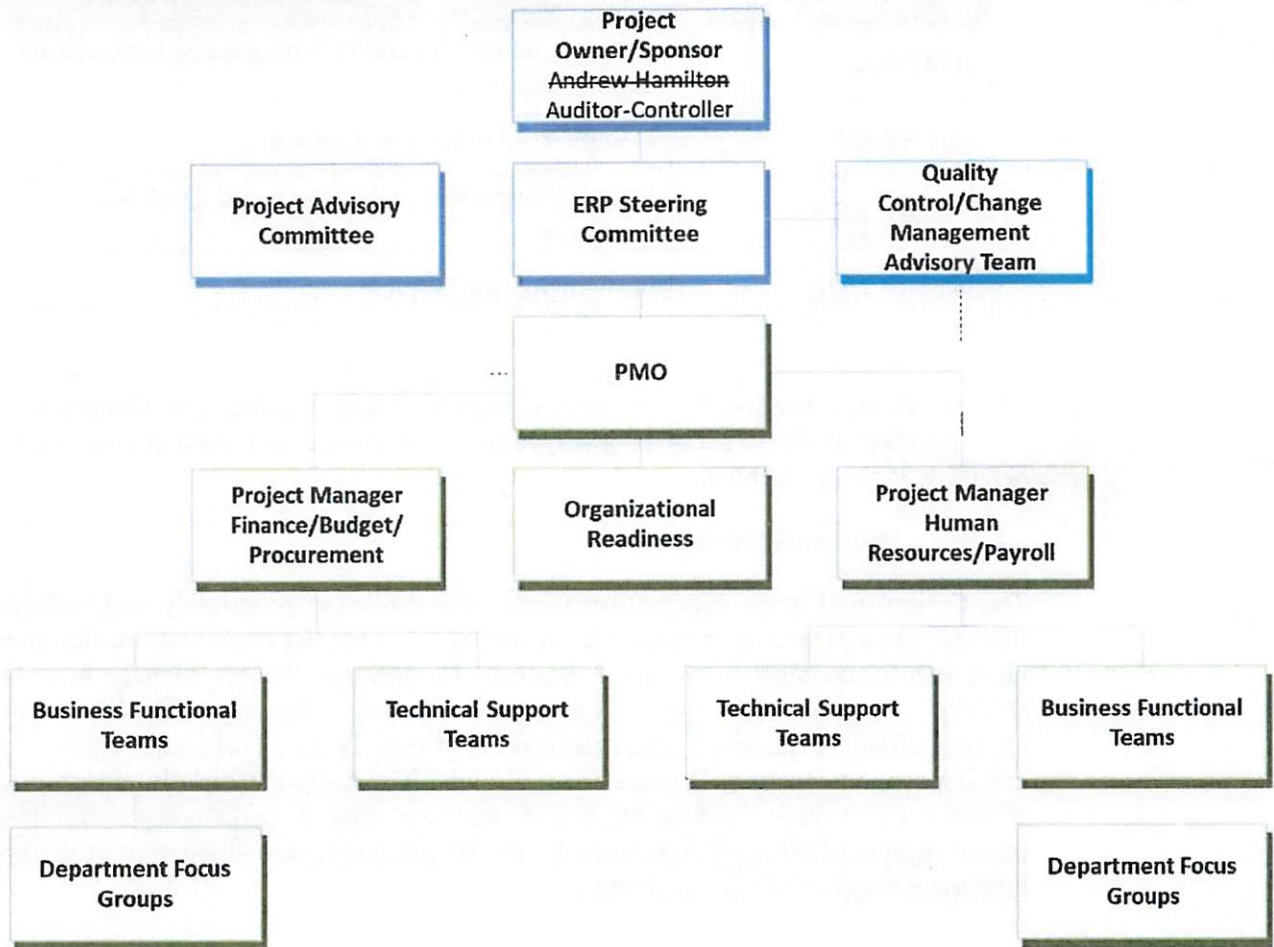 Project
Owner/Sponsor
Andrew Hamilton
Auditor-Controller
Project Advisory
Committee
ERP Steering
Committee
Quality
Control/Change
Management
Advisory Team
PMO
Project Manager
Finance/Budget/
Procurement
Organizational
Readiness
Project Manager
Human
Resources/Payroll
Business Functional
Teams
Technical Support
Teams
Technical Support
Teams
Business Functional
Teams
Department Focus
Groups
Department Focus
Groups